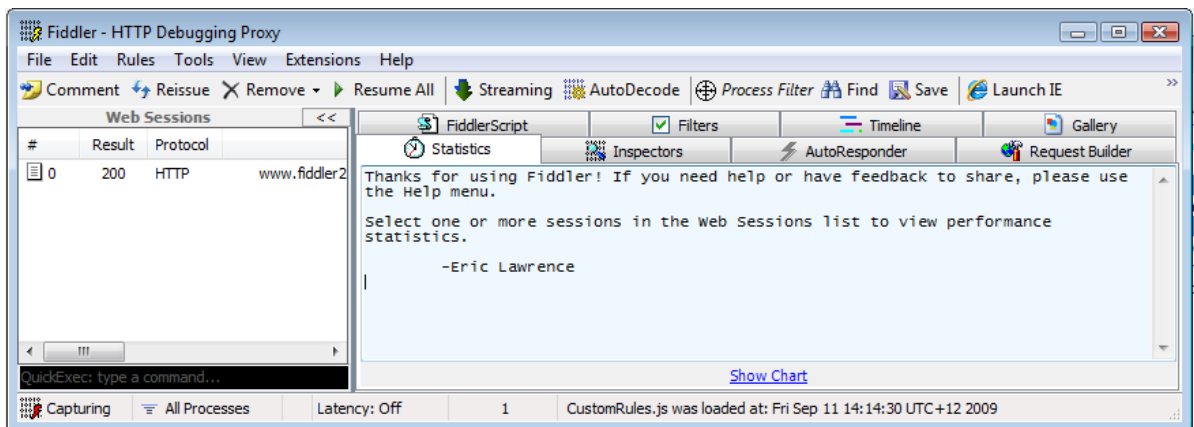 Fiddler - HTTP Debugging Proxy
File Edit Rules Tools View Extensions Help
Comment Reissue Remove Resume All Streaming AutoDecode Process Filter Find Save Launch IE »
Web Sessions <<
# Result Protocol
0 200 HTTP www.fiddler2
QuickExec: type a command...
FiddlerScript Filters Timeline Gallery
Statistics Inspectors AutoResponder Request Builder
Thanks for using Fiddler! If you need help or have feedback to share, please use
the Help menu.
Select one or more sessions in the Web Sessions list to view performance
statistics.
-Eric Lawrence
Show Chart
Capturing All Processes Latency: Off 1 CustomRules.js was loaded at: Fri Sep 11 14:14:30 UTC+12 2009